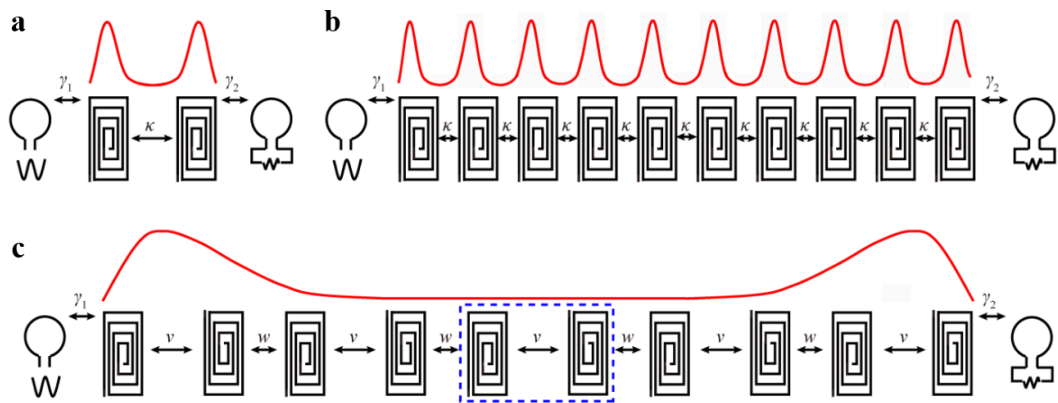 a
b
γ1
κ
γ2
γ1
κ κ κ κ κ κ κ κ κ
γ2
c
γ1
v w v w v w v w v
γ2